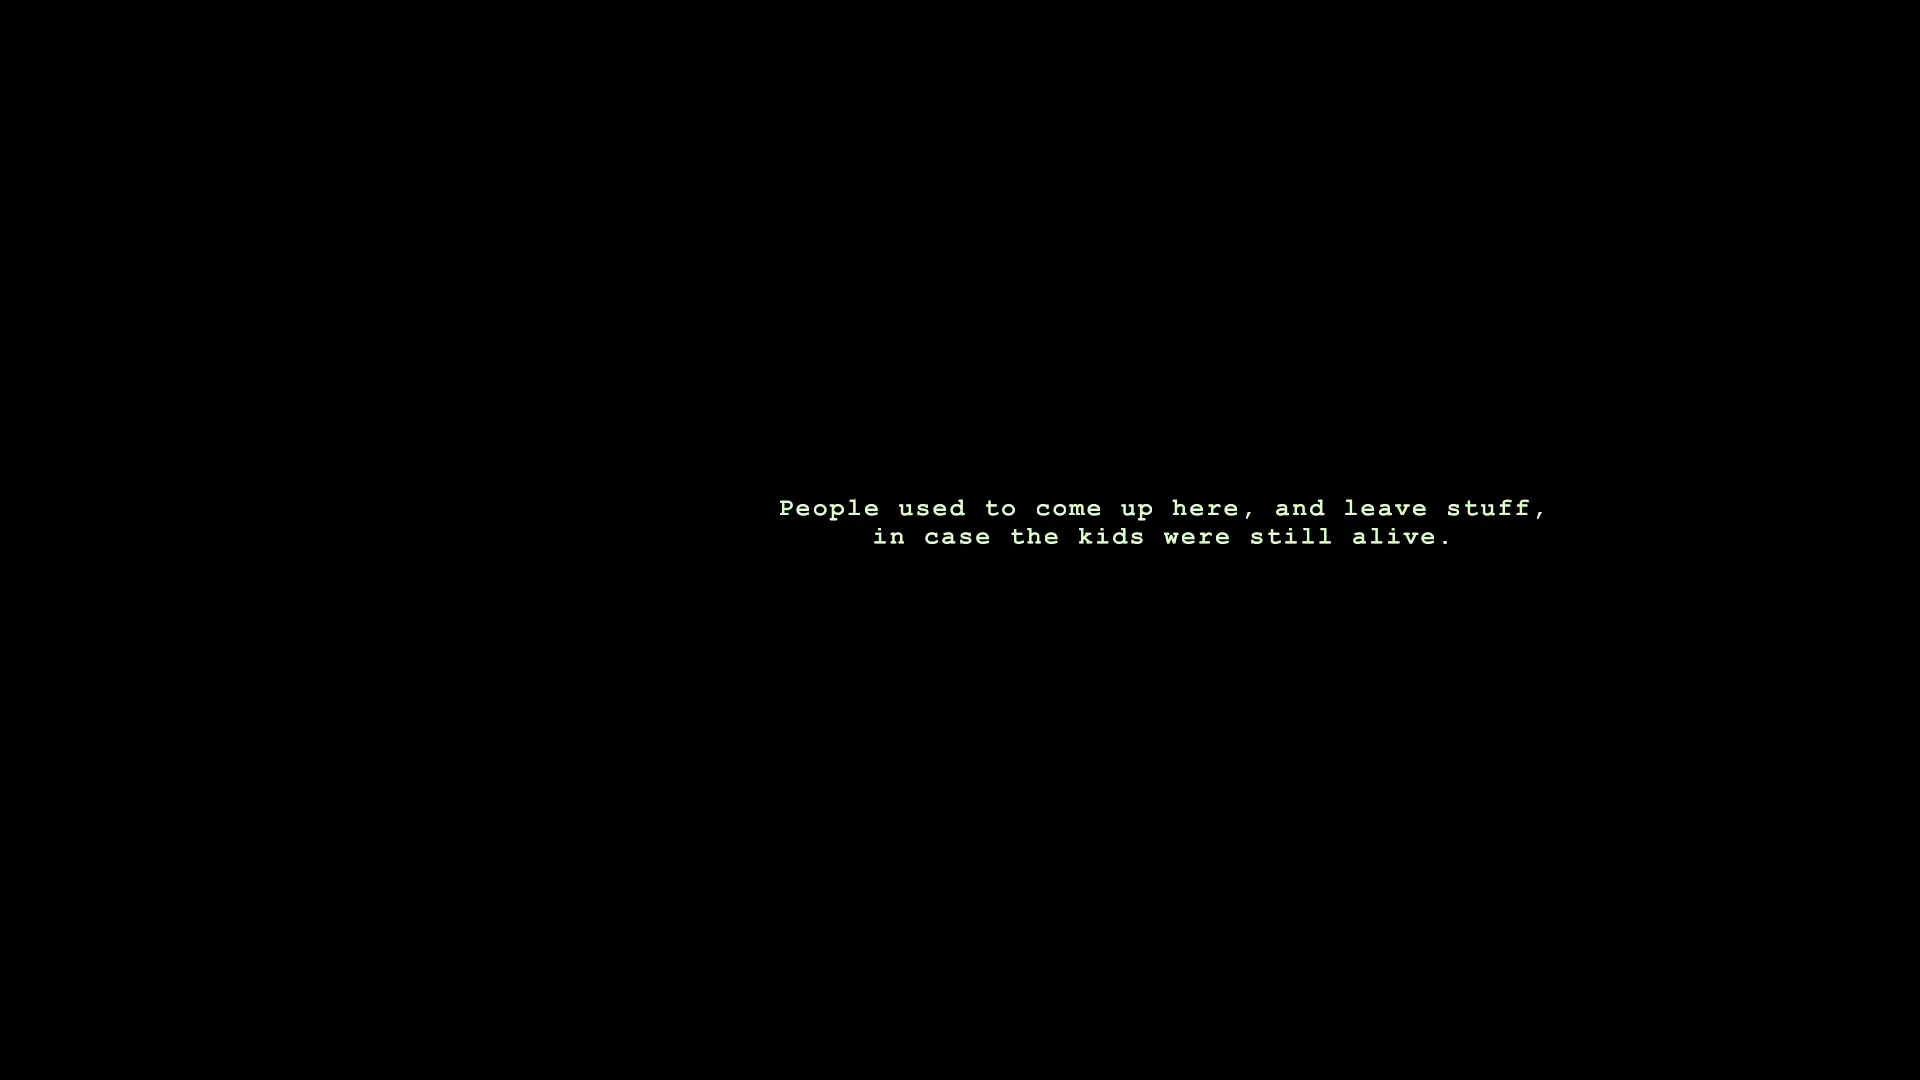 People used to come up here, and leave stuff,
in case the kids were still alive.